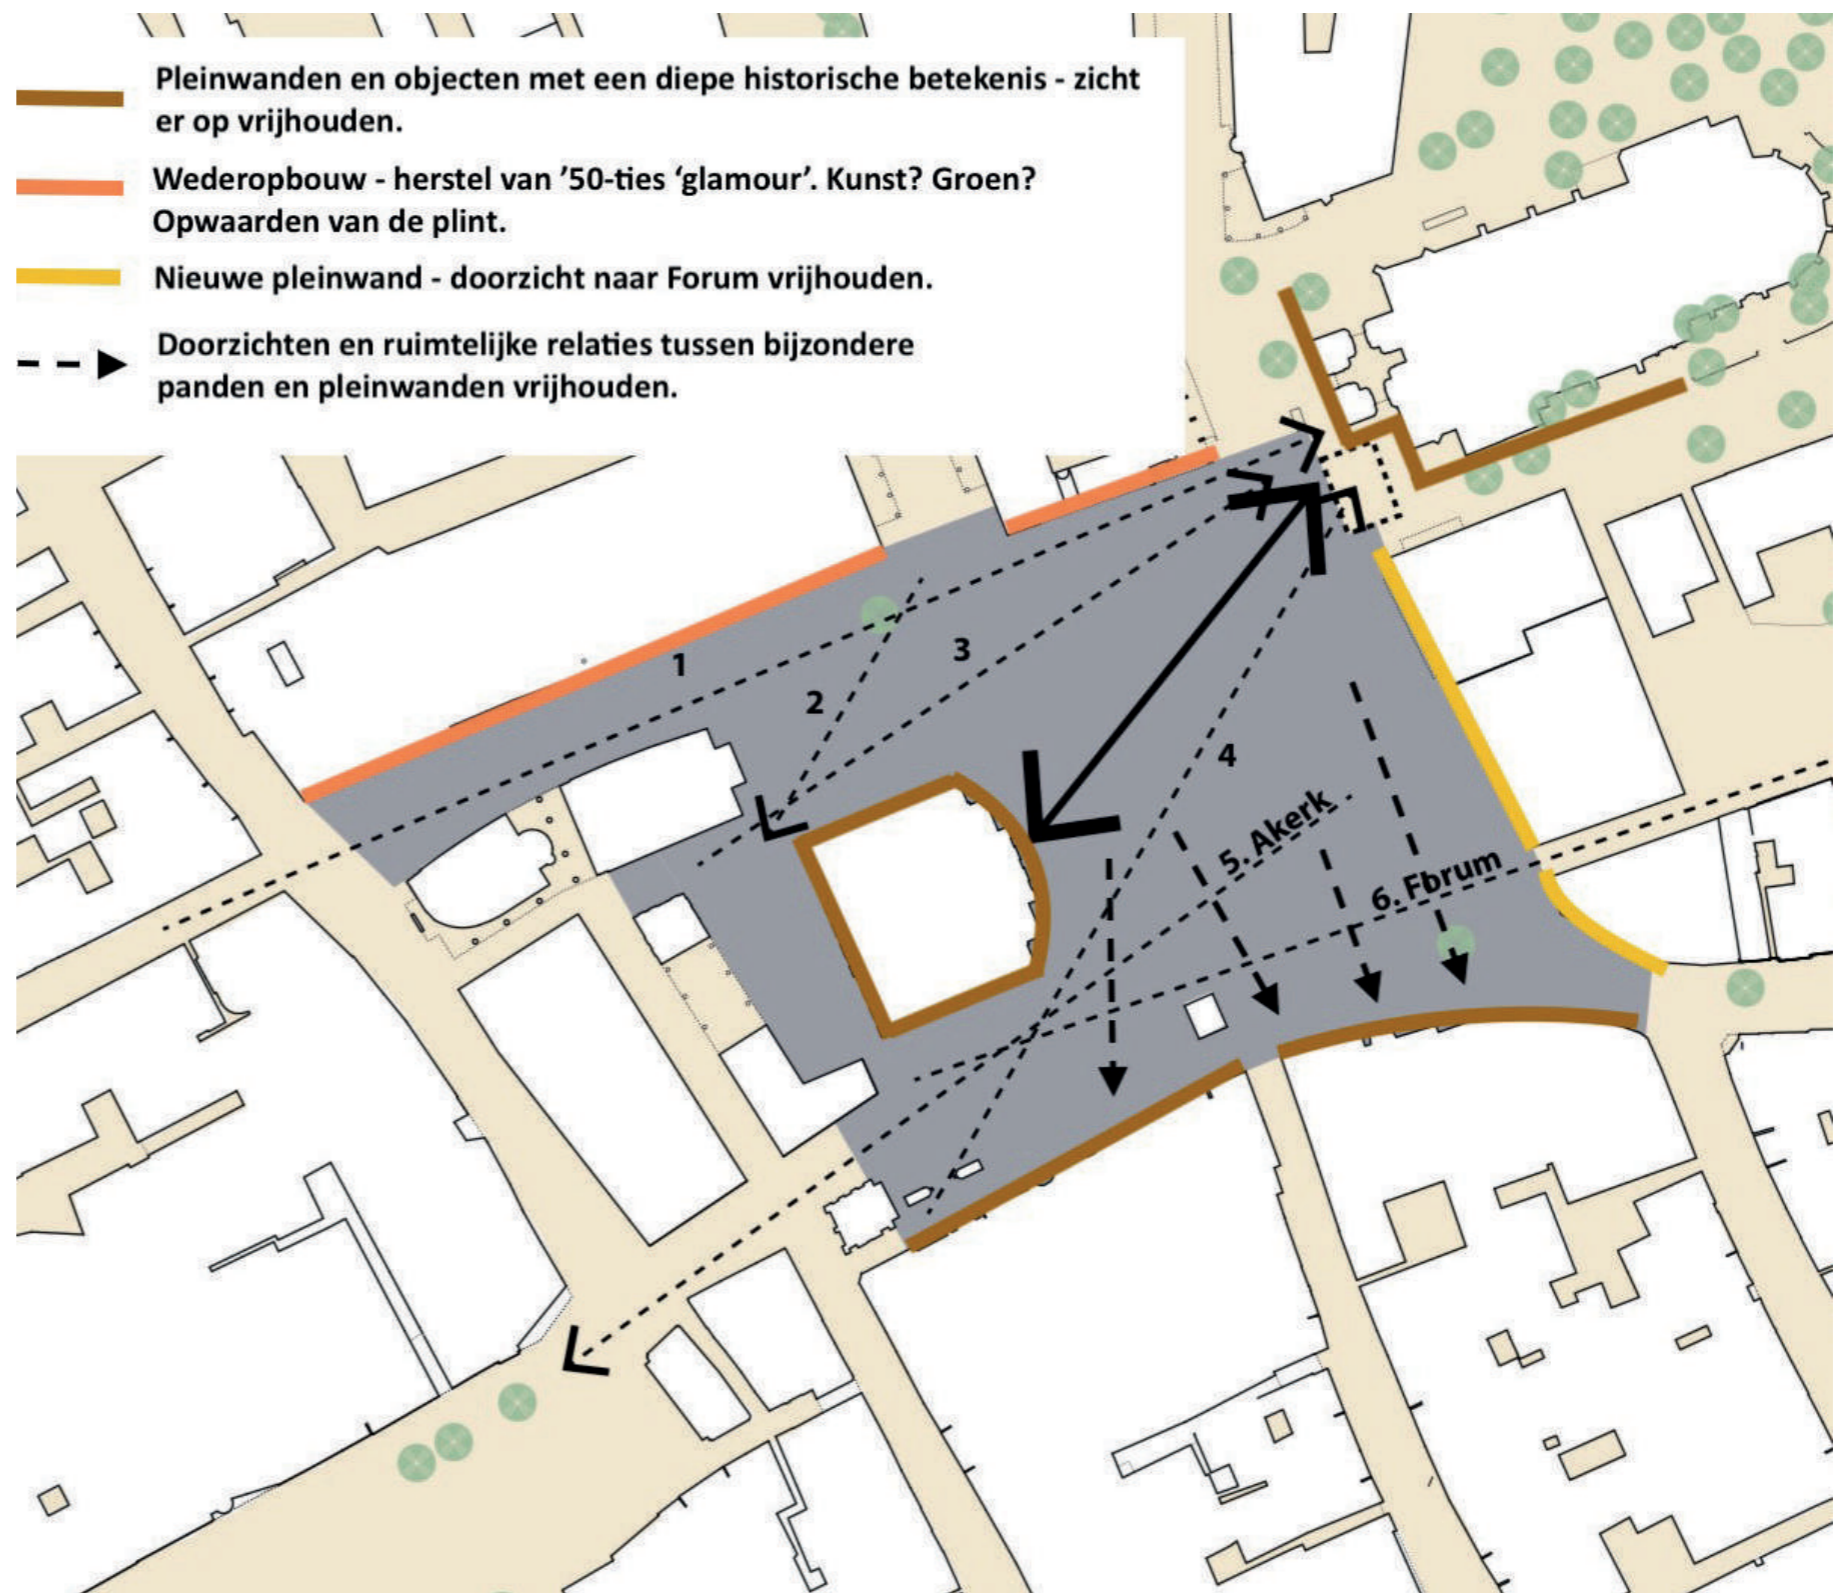 Pleinwanden en objecten met een diepe historische betekenis - zicht
er op vrijhouden.
Wederopbouw - herstel van ’50-ties ‘glamour’. Kunst? Groen?
Opwaarden van de plint.
Nieuwe pleinwand - doorzicht naar Forum vrijhouden.
Doorzichten en ruimtelijke relaties tussen bijzondere
panden en pleinwanden vrijhouden.
1
2
3
4
5. Akerk
6. Forum